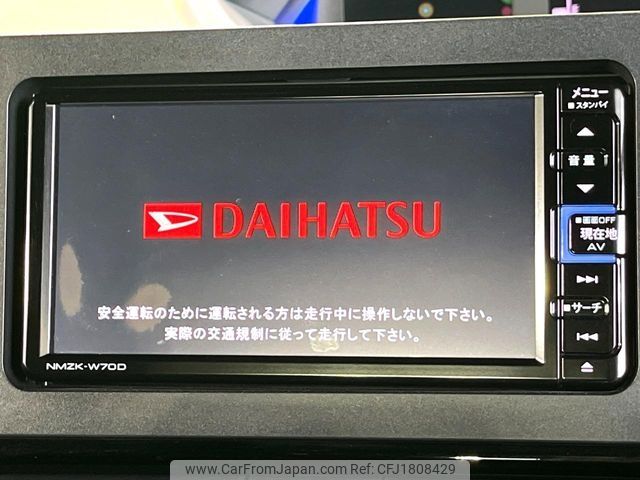 メニュー
■スタンバイ
音量
DAIHATSU
■画面OFF
現在地
AV
安全運転のために運転される方は走行中に操作しないで下さい。
実際の交通規制に従って走行して下さい。
■サーチ
NMZK-W70D
www.CarFromJapan.com | ID:CFJ1808429